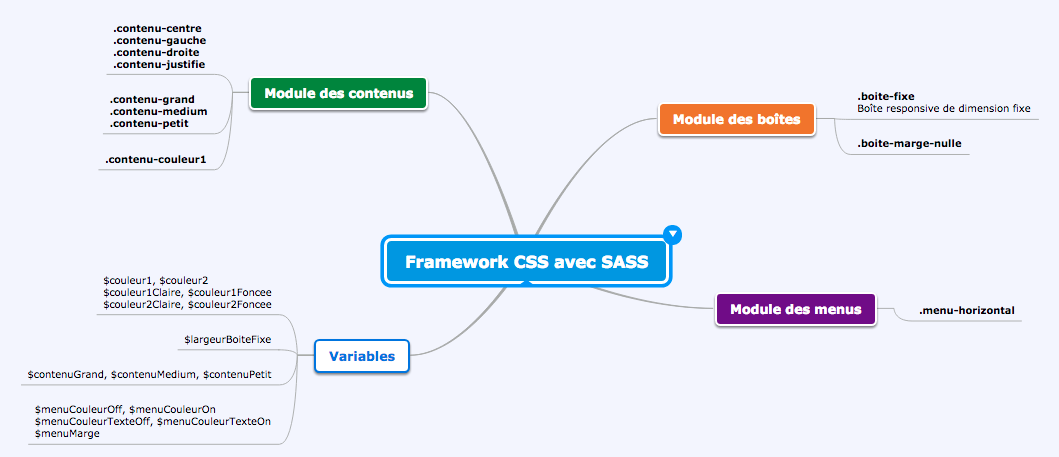 Framework CSS avec SASS
Module des contenus
.contenu-centre
.contenu-gauche
.contenu-droite
.contenu-justifie
.contenu-grand
.contenu-medium
.contenu-petit
.contenu-couleur1
Module des boîtes
.boite-fixe
Boîte responsive de dimension fixe
.boite-marge-nulle
Module des menus
.menu-horizontal
Variables
$couleur1, $couleur2
$couleur1Claire, $couleur1Foncee
$couleur2Claire, $couleur2Foncee
$largeurBoiteFixe
$contenuGrand, $contenuMedium, $contenuPetit
$menuCouleurOff, $menuCouleurOn
$menuCouleurTexteOff, $menuCouleurTexteOn
$menuMarge